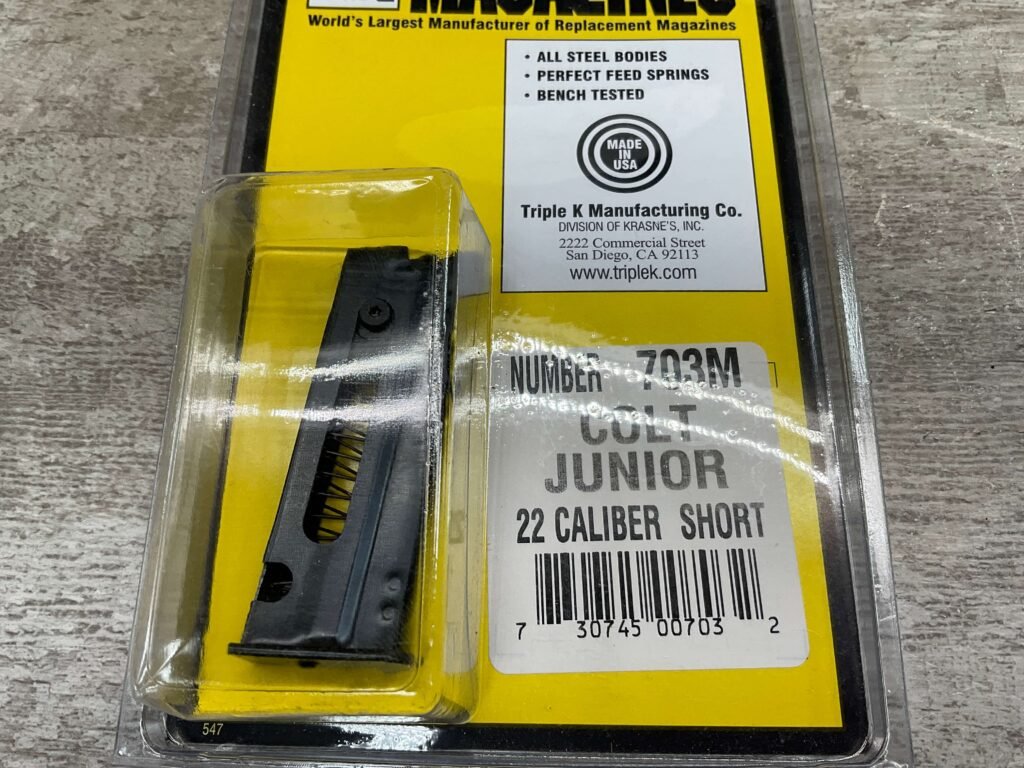 MAGAZINES
World's Largest Manufacturer of Replacement Magazines
• ALL STEEL BODIES
• PERFECT FEED SPRINGS
• BENCH TESTED
MADE
IN
USA
Triple K Manufacturing Co.
DIVISION OF KRASNE'S, INC.
2222 Commercial Street
San Diego, CA 92113
www.triplek.com
NUMBER 703M
COLT
JUNIOR
22 CALIBER SHORT
7 30745 00703 2
547